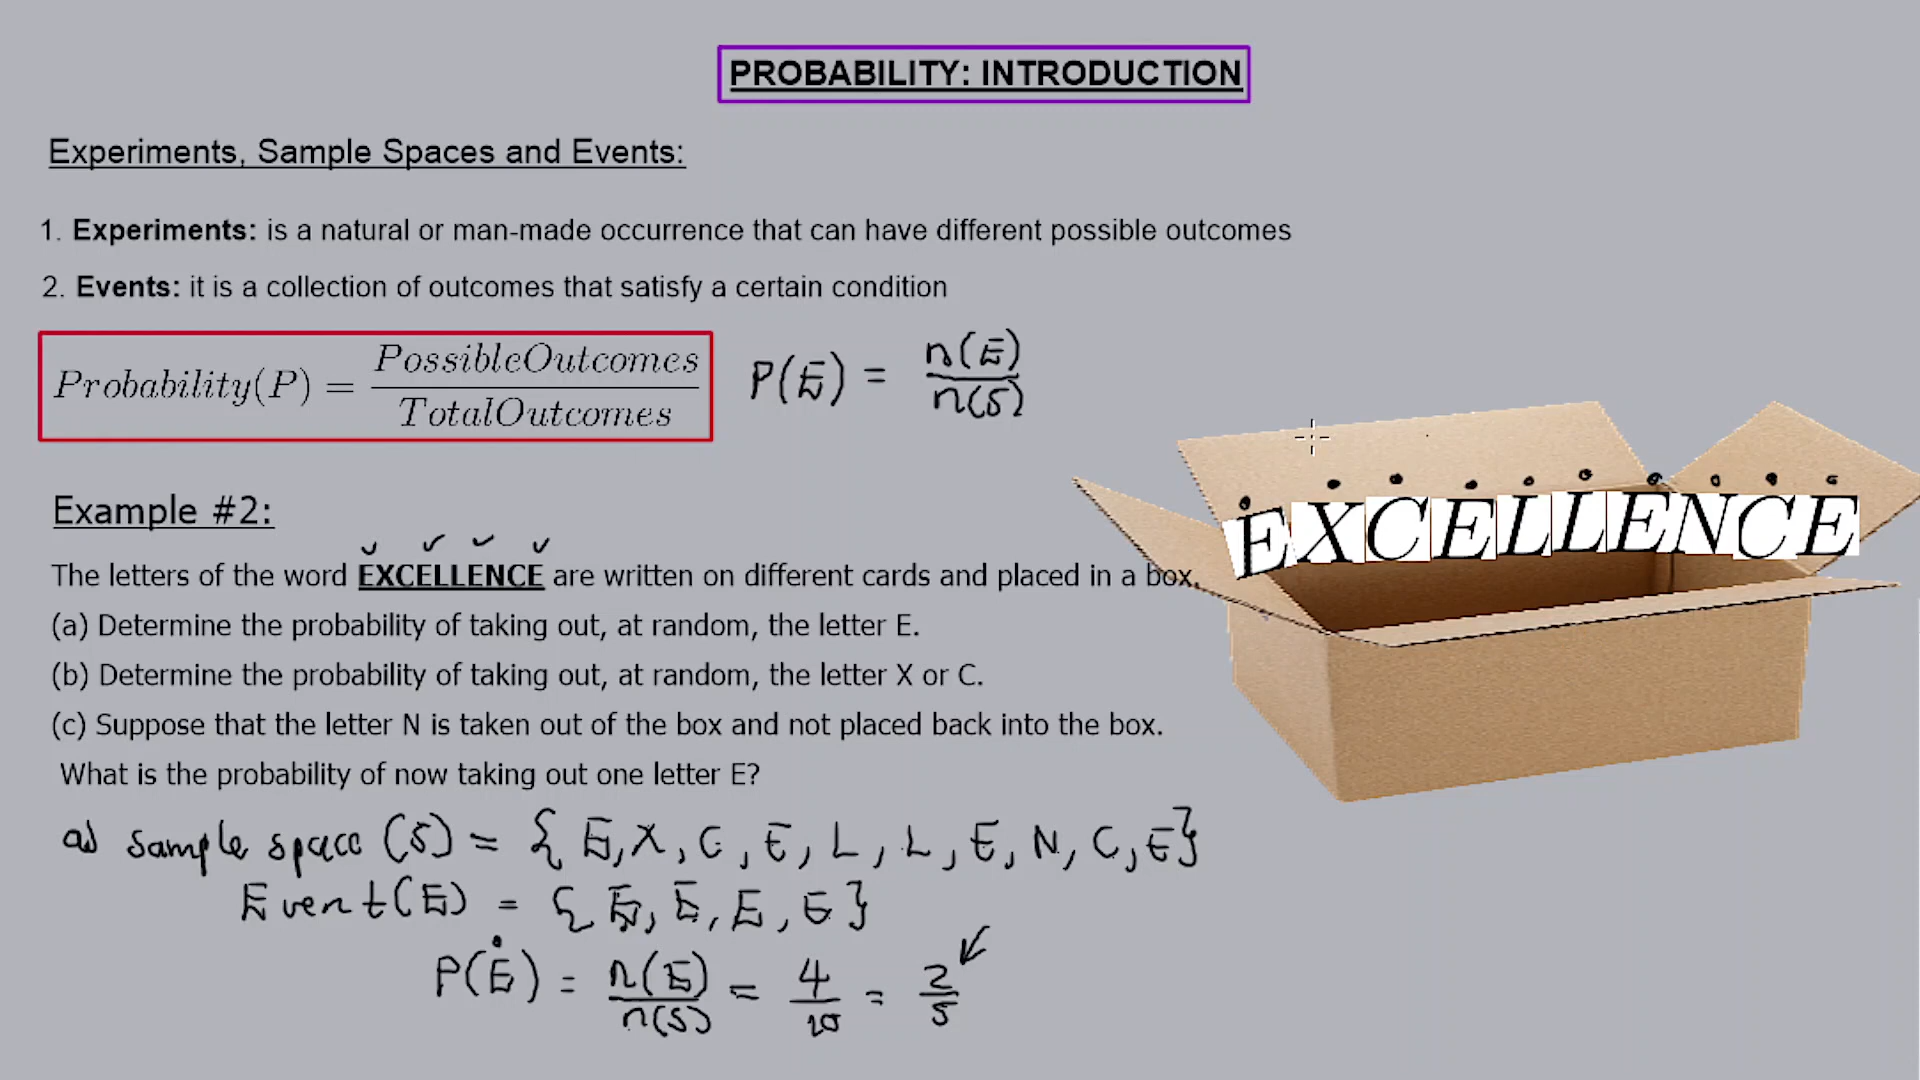 PROBABILITY: INTRODUCTION
Experiments, Sample Spaces and Events:
1. Experiments: is a natural or man-made occurrence that can have different possible outcomes
2. Events: it is a collection of outcomes that satisfy a certain condition
Probability(P) = PossibleOutcomes / TotalOutcomes
P(E) = n(E) / n(S)
EXCELLENCE
Example #2:
The letters of the word EXCELLENCE are written on different cards and placed in a box.
(a) Determine the probability of taking out, at random, the letter E.
(b) Determine the probability of taking out, at random, the letter X or C.
(c) Suppose that the letter N is taken out of the box and not placed back into the box.
What is the probability of now taking out one letter E?
a) Sample space (S) = { E, X, C, E, L, L, E, N, C, E }
Event(E) = { E, E, E, E }
P(E) = n(E) / n(S) = 4/10 = 2/5